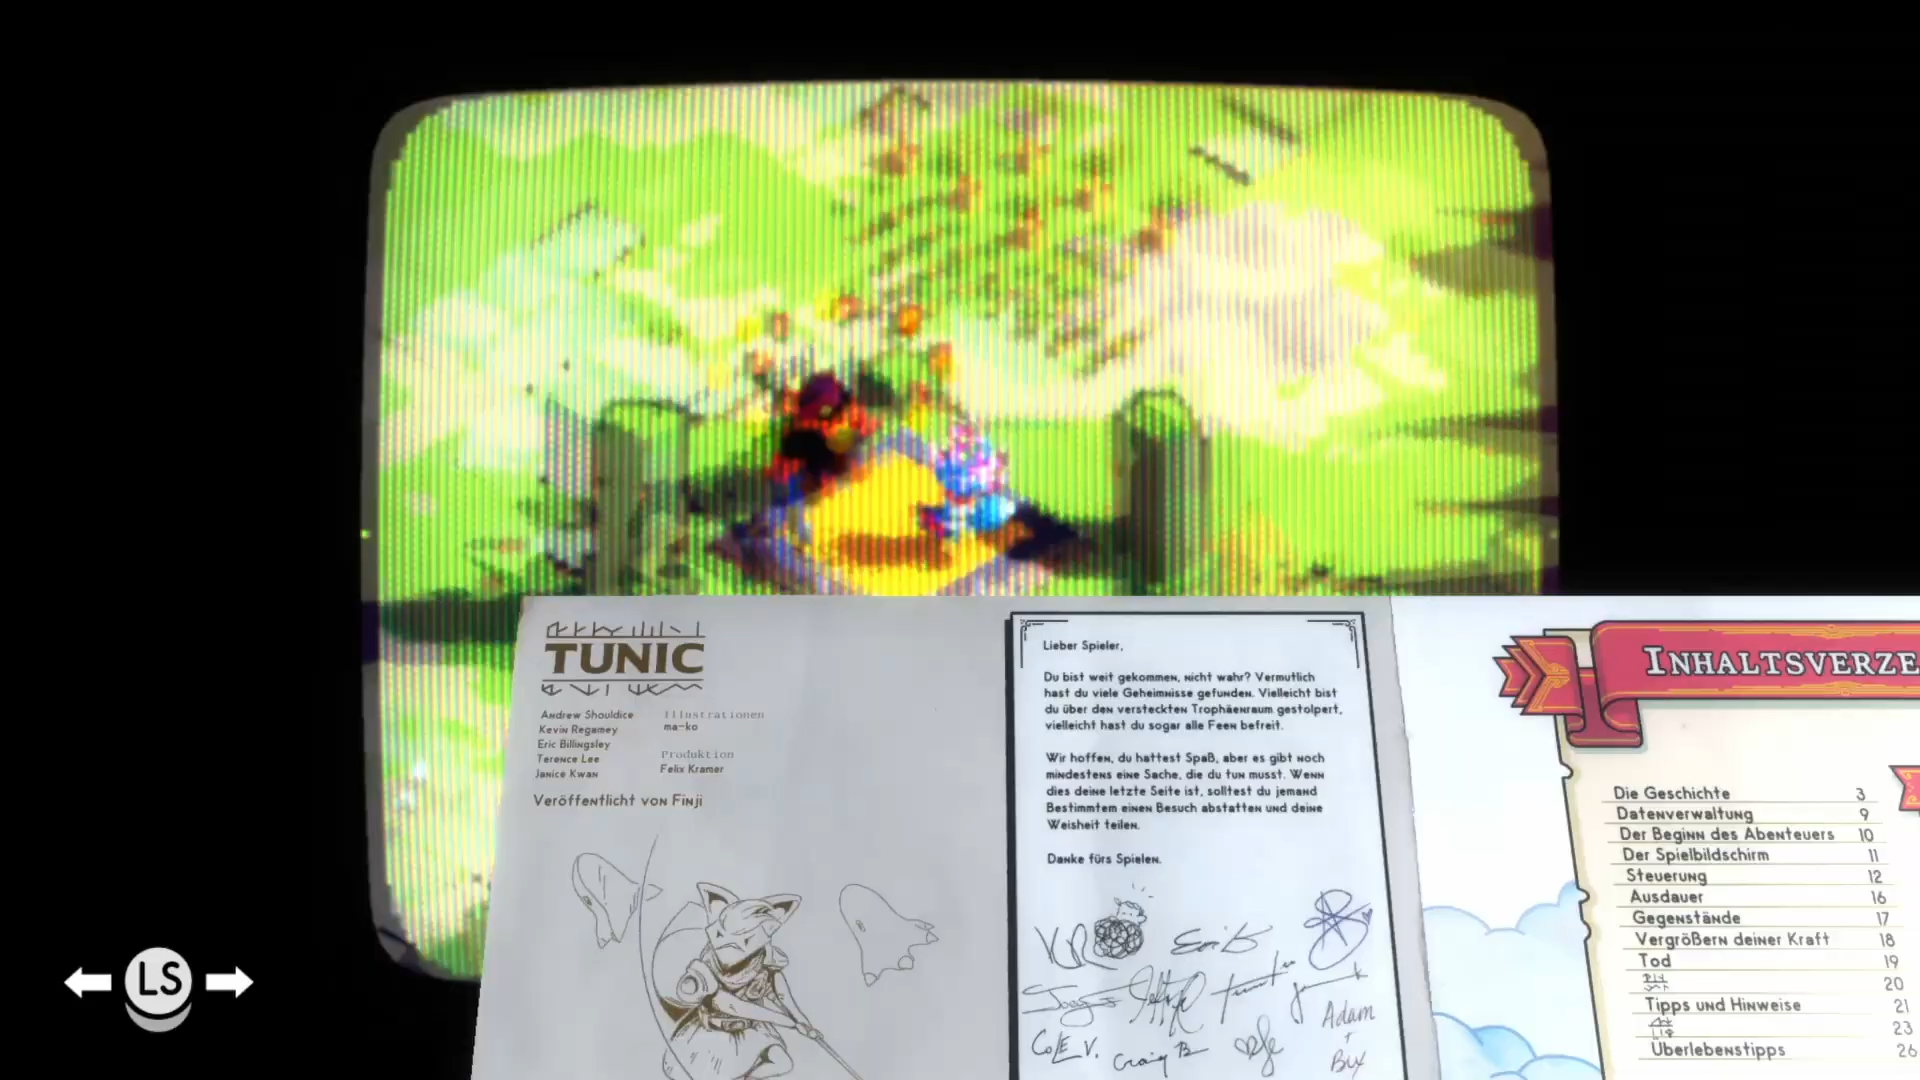 TUNIC
Andrew Shouldice
Kevin Regamey
Eric Billingsley
Terence Lee
Janice Kwan
Illustrationen
ma-ko
Produktion
Felix Kramer
Veröffentlicht von Finji
Lieber Spieler,
Du bist weit gekommen, nicht wahr? Vermutlich
hast du viele Geheimnisse gefunden. Vielleicht bist
du über den versteckten Trophäenraum gestolpert,
vielleicht hast du sogar alle Feen befreit.
Wir hoffen, du hattest Spaß, aber es gibt noch
mindestens eine Sache, die du tun musst. Wenn
dies deine letzte Seite ist, solltest du jemand
Bestimmtem einen Besuch abstatten und deine
Weisheit teilen.
Danke fürs Spielen.
Adam
+
Bix
Cole V.
Craig B
Inhaltsverze
Die Geschichte 3
Datenverwaltung 9
Der Beginn des Abenteuers 10
Der Spielbildschirm 11
Steuerung 12
Ausdauer 16
Gegenstände 17
Vergrößern deiner Kraft 18
Tod 19
20
Tipps und Hinweise 21
23
Überlebenstipps 26
LS